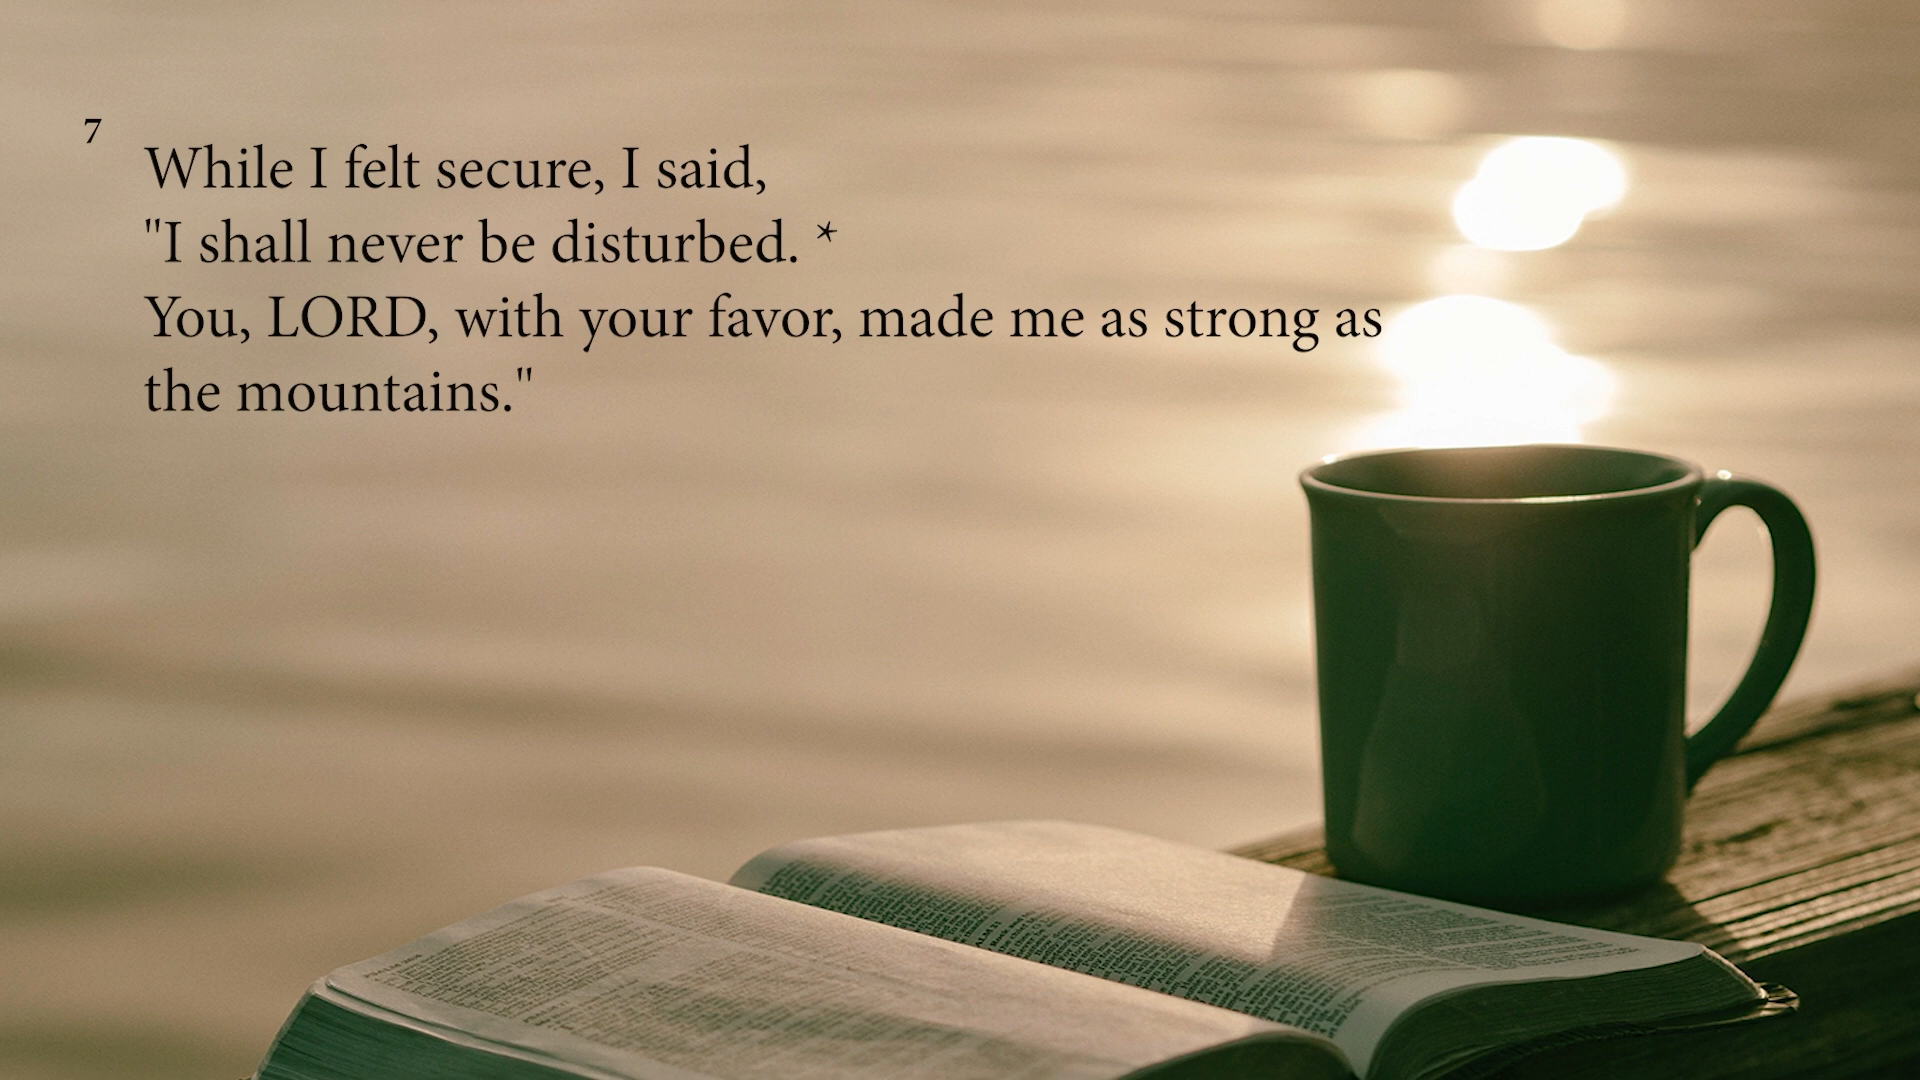 7
While I felt secure, I said,
"I shall never be disturbed. *
You, LORD, with your favor, made me as strong as
the mountains."